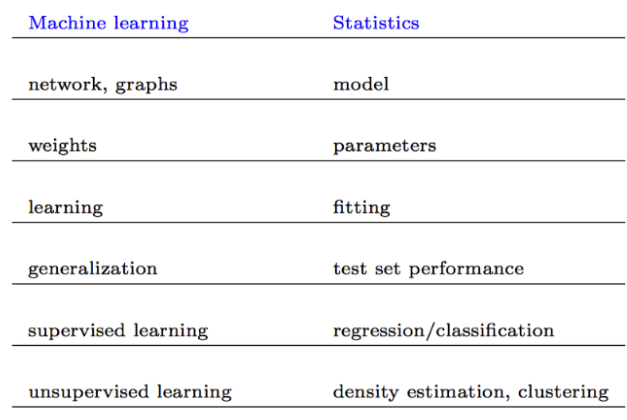 Machine learning Statistics
network, graphs model
weights parameters
learning fitting
generalization test set performance
supervised learning regression/classification
unsupervised learning density estimation, clustering